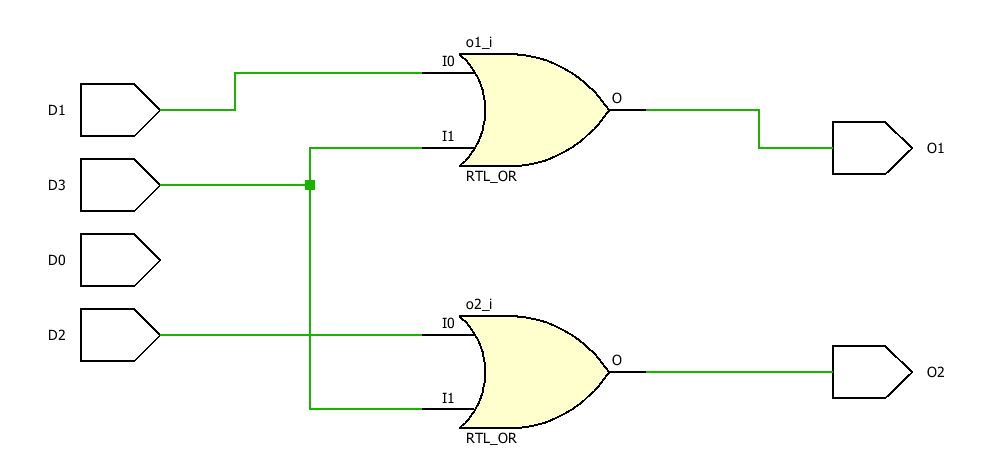 o1_i
I0
D1
O
I1
O1
RTL_OR
D3
D0
o2_i
I0
D2
O
O2
I1
RTL_OR